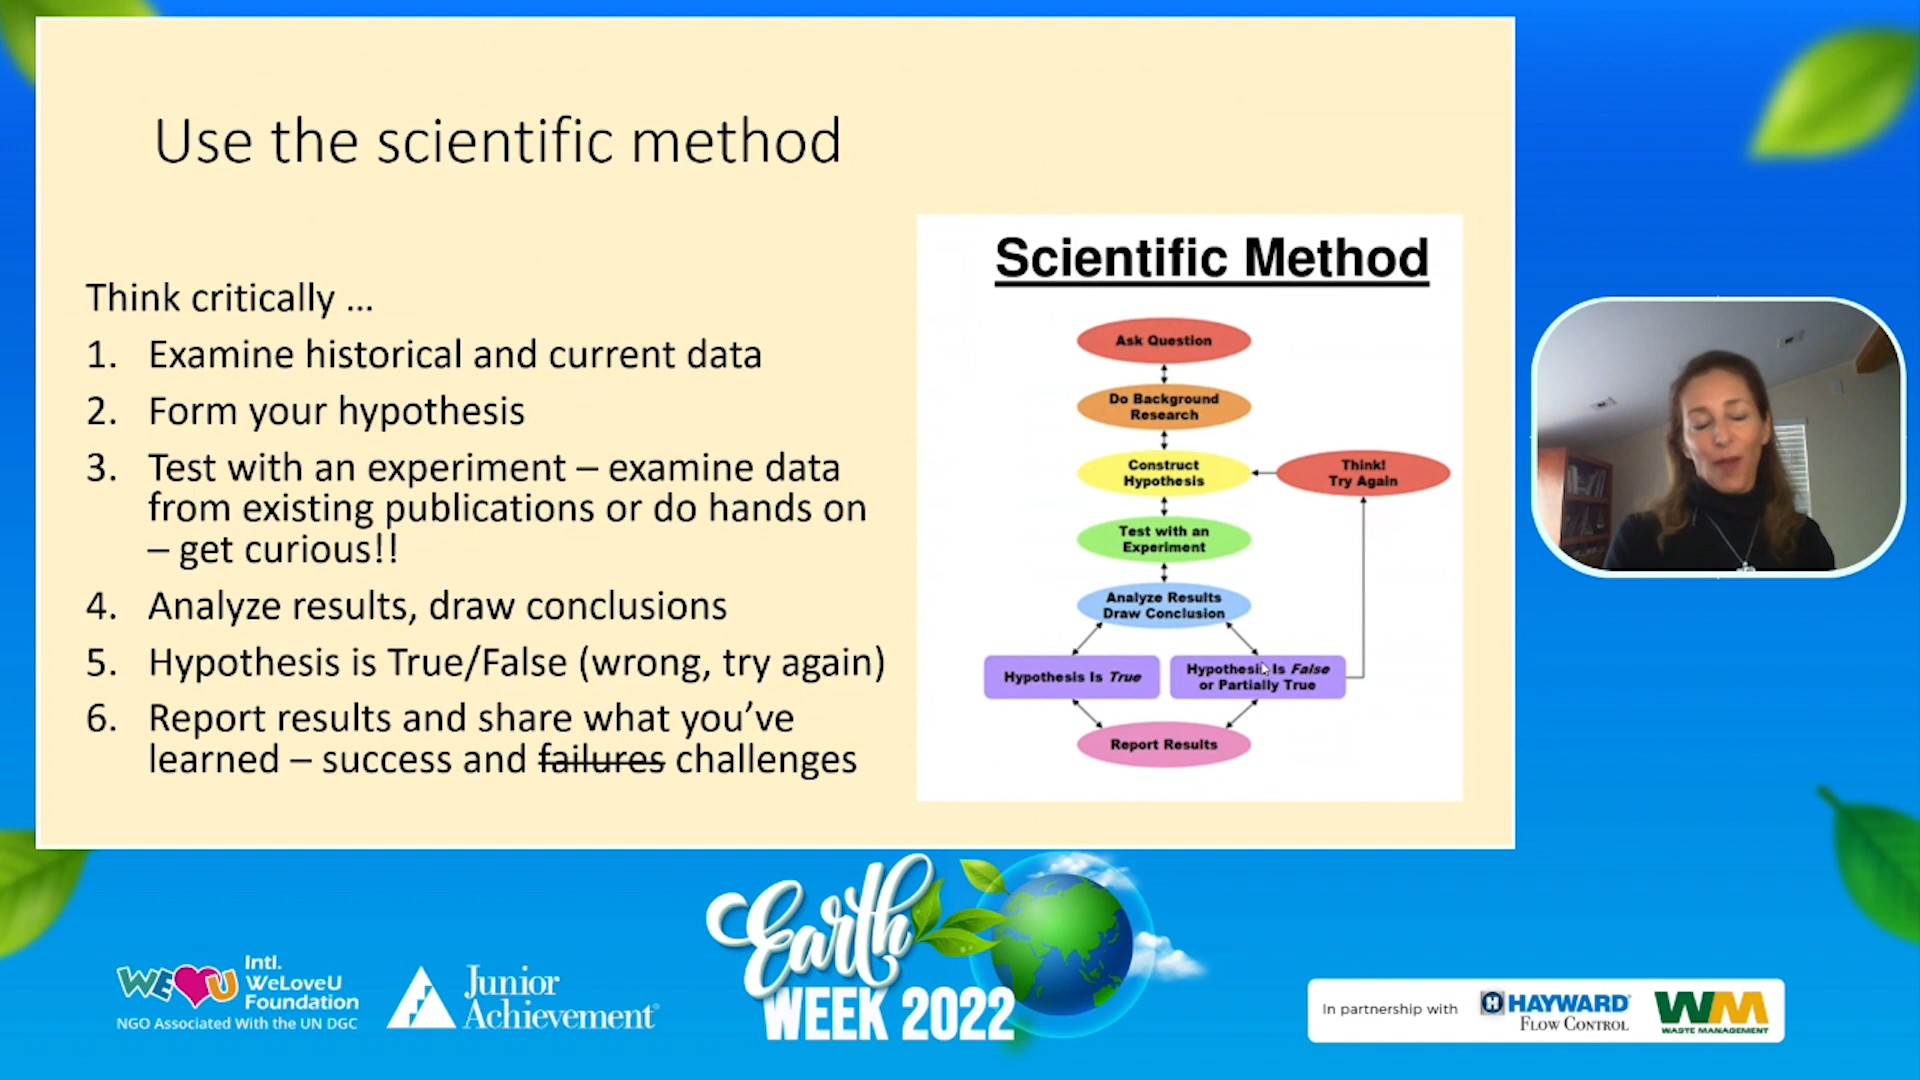 Use the scientific method
Think critically ...
1. Examine historical and current data
2. Form your hypothesis
3. Test with an experiment – examine data
from existing publications or do hands on
– get curious!!
4. Analyze results, draw conclusions
5. Hypothesis is True/False (wrong, try again)
6. Report results and share what you’ve
learned – success and failures challenges
Scientific Method
Ask Question
Do Background
Research
Construct
Hypothesis
Think!
Try Again
Test with an
Experiment
Analyze Results
Draw Conclusion
Hypothesis Is True
Hypothesis Is False
or Partially True
Report Results
WE U
Intl.
WeLoveU
Foundation
NGO Associated With the UN DGC
Junior
Achievement®
Earth
WEEK 2022
In partnership with
H HAYWARD®
FLOW CONTROL
WM
WASTE MANAGEMENT